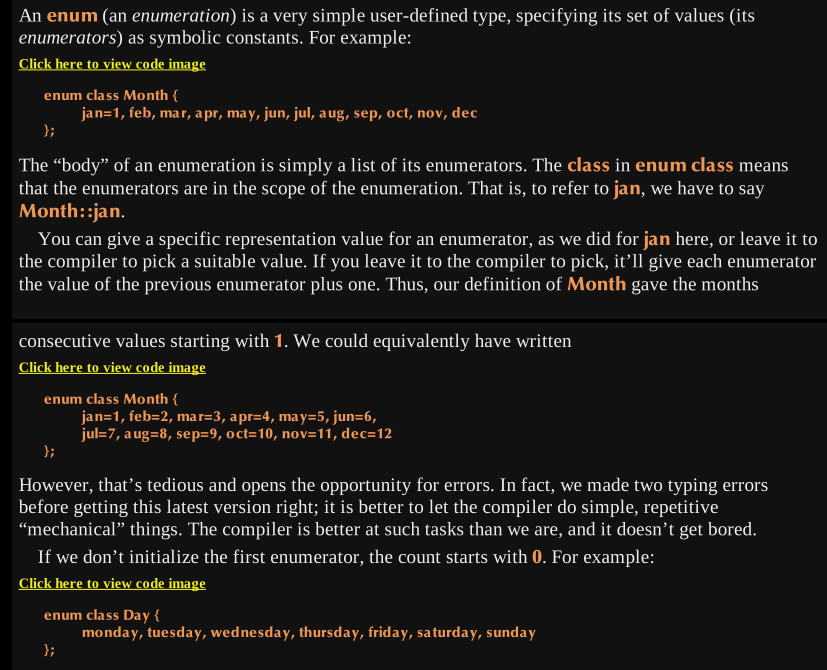 An enum (an enumeration) is a very simple user-defined type, specifying its set of values (its
enumerators) as symbolic constants. For example:
Click here to view code image
enum class Month {
jan=1, feb, mar, apr, may, jun, jul, aug, sep, oct, nov, dec
};
The “body” of an enumeration is simply a list of its enumerators. The class in enum class means
that the enumerators are in the scope of the enumeration. That is, to refer to jan, we have to say
Month::jan.
You can give a specific representation value for an enumerator, as we did for jan here, or leave it to
the compiler to pick a suitable value. If you leave it to the compiler to pick, it’ll give each enumerator
the value of the previous enumerator plus one. Thus, our definition of Month gave the months
consecutive values starting with 1. We could equivalently have written
Click here to view code image
enum class Month {
jan=1, feb=2, mar=3, apr=4, may=5, jun=6,
jul=7, aug=8, sep=9, oct=10, nov=11, dec=12
};
However, that’s tedious and opens the opportunity for errors. In fact, we made two typing errors
before getting this latest version right; it is better to let the compiler do simple, repetitive
“mechanical” things. The compiler is better at such tasks than we are, and it doesn’t get bored.
If we don’t initialize the first enumerator, the count starts with 0. For example:
Click here to view code image
enum class Day {
monday, tuesday, wednesday, thursday, friday, saturday, sunday
};